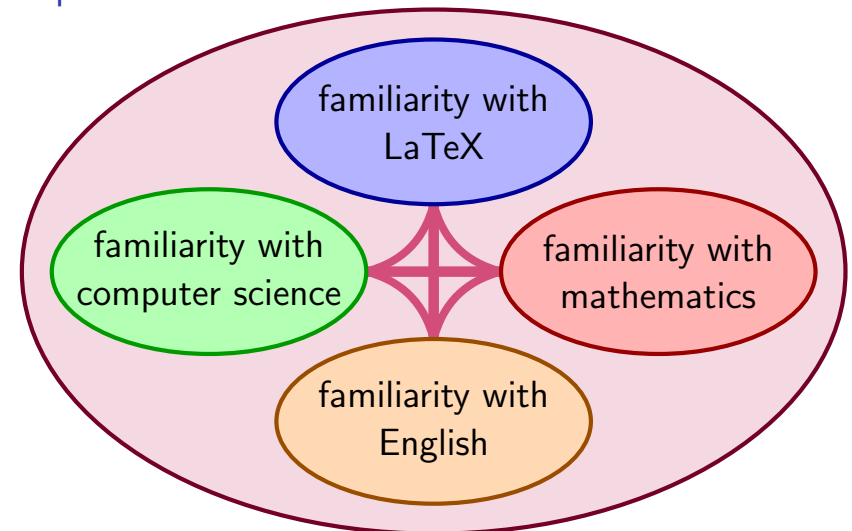 familiarity with
LaTeX
familiarity with
computer science
familiarity with
mathematics
familiarity with
English